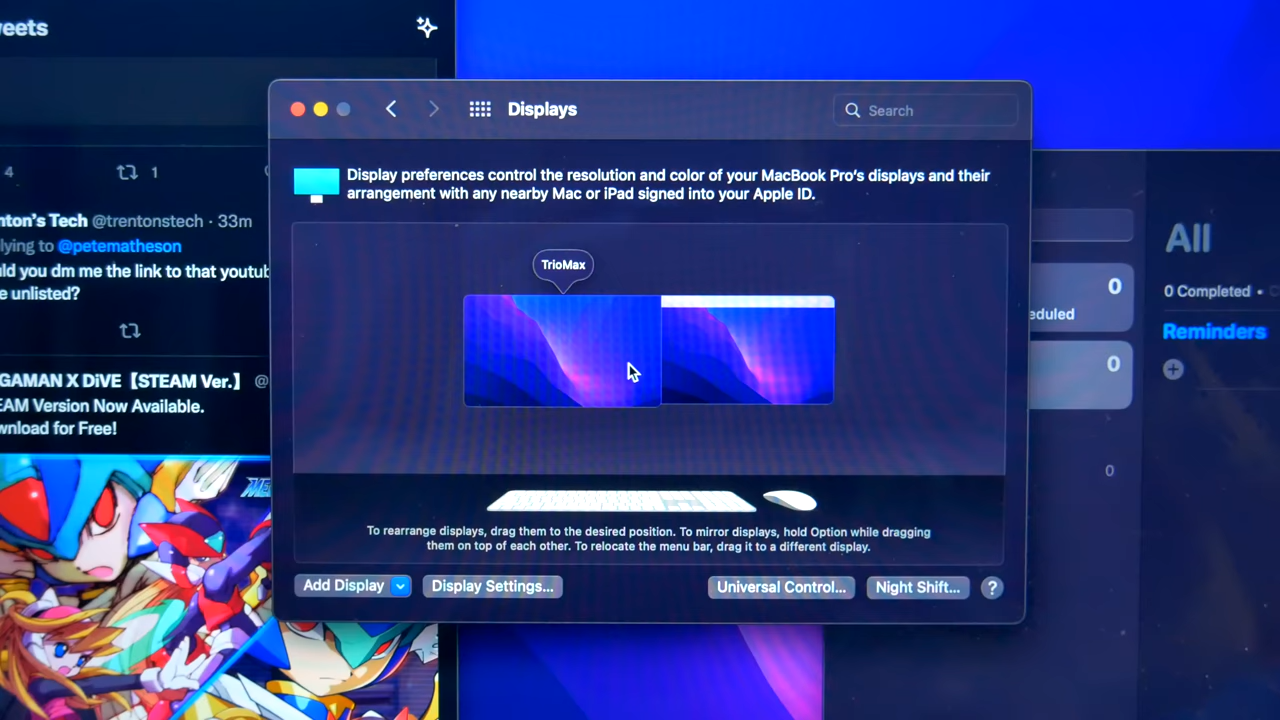 Displays
Search
Display preferences control the resolution and color of your MacBook Pro's displays and their
arrangement with any nearby Mac or iPad signed into your Apple ID.
TrioMax
To rearrange displays, drag them to the desired position. To mirror displays, hold Option while dragging
them on top of each other. To relocate the menu bar, drag it to a different display.
Add Display
Display Settings...
Universal Control...
Night Shift...
?
eets
4
1
nton's Tech @trentonstech · 33m
lying to @petematheson
ld you dm me the link to that youtub
e unlisted?
GAMAN X DiVE【STEAM Ver.】 @
EAM Version Now Available.
wnload for Free!
0
eduled
0
0
All
0 Completed •
Reminders